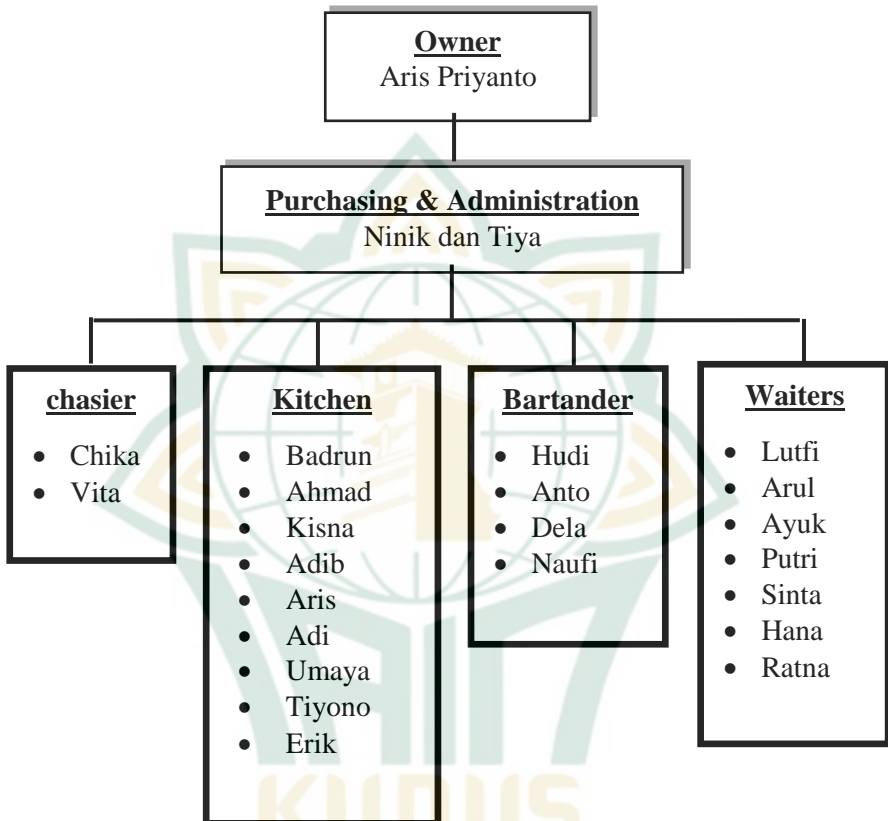 Owner
Aris Priyanto
Purchasing & Administration
Ninik dan Tiya
chasier
• Chika
• Vita
Kitchen
• Badrun
• Ahmad
• Kisna
• Adib
• Aris
• Adi
• Umaya
• Tiyono
• Erik
Bartander
• Hudi
• Anto
• Dela
• Naufi
Waiters
• Lutfi
• Arul
• Ayuk
• Putri
• Sinta
• Hana
• Ratna
KUDUS